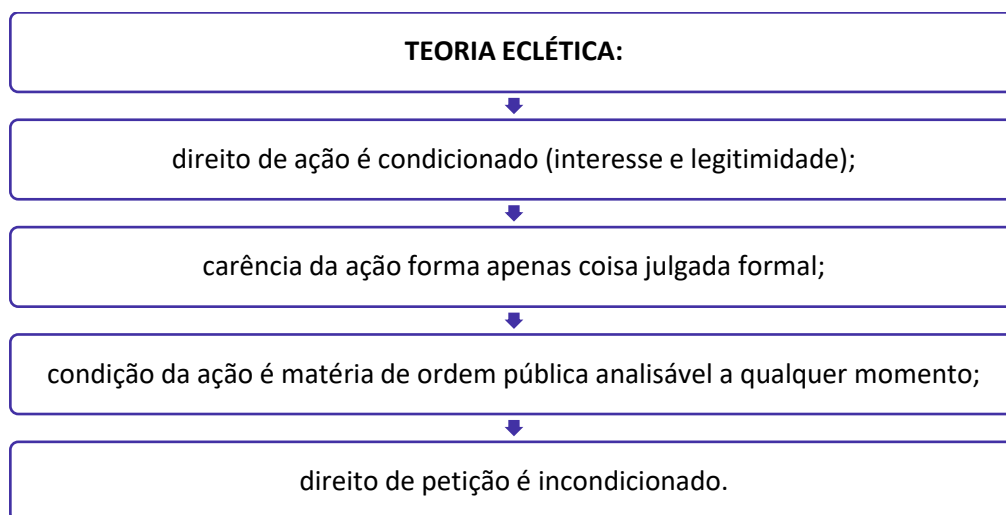 TEORIA ECLÉTICA:
direito de ação é condicionado (interesse e legitimidade);
carência da ação forma apenas coisa julgada formal;
condição da ação é matéria de ordem pública analisável a qualquer momento;
direito de petição é incondicionado.